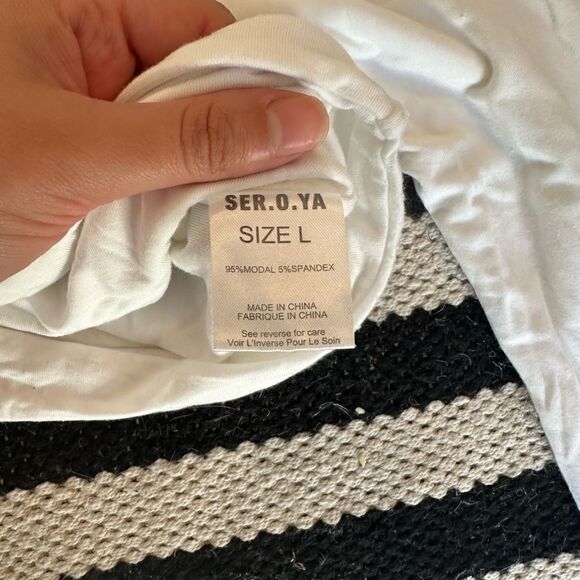 SER.O.YA
SIZE L
95%MODAL 5%SPANDEX
MADE IN CHINA
FABRIQUE IN CHINA
See reverse for care
Voir L'Inverse Pour Le Soin